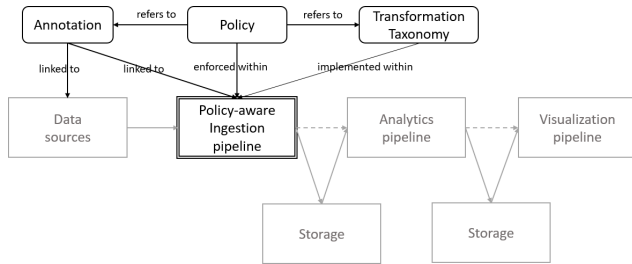 refers to
refers to
Annotation
Policy
Transformation
Taxonomy
linked to
linked to
enforced within
implemented within
Data
sources
Policy-aware
Ingestion
pipeline
Analytics
pipeline
Visualization
pipeline
Storage
Storage